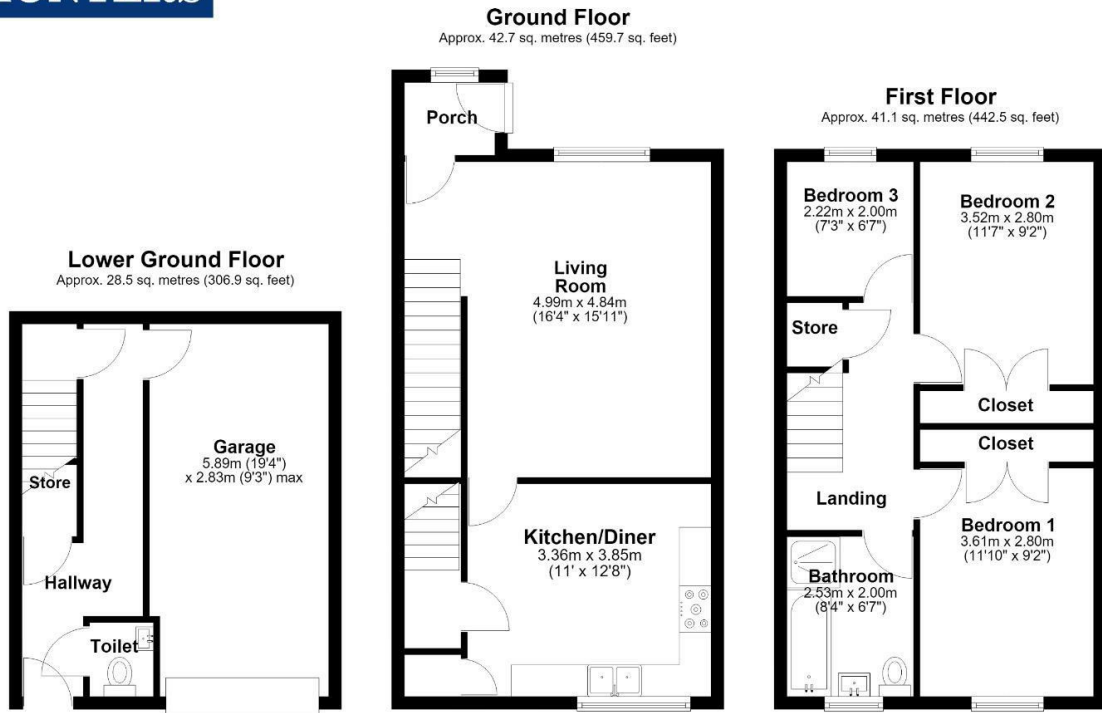 Ground Floor
Approx. 42.7 sq. metres (459.7 sq. feet)
First Floor
Approx. 41.1 sq. metres (442.5 sq. feet)
Lower Ground Floor
Approx. 28.5 sq. metres (306.9 sq. feet)
Garage
5.89m (19'4")
x 2.83m (9'3") max
Store
Hallway
Toilet
Porch
Living
Room
4.99m x 4.84m
(16'4" x 15'11")
Kitchen/Diner
3.36m x 3.85m
(11' x 12'8")
Bedroom 3
2.22m x 2.00m
(7'3" x 6'7")
Bedroom 2
3.52m x 2.80m
(11'7" x 9'2")
Store
Closet
Closet
Landing
Bedroom 1
3.61m x 2.80m
(11'10" x 9'2")
Bathroom
2.53m x 2.00m
(8'4" x 6'7")